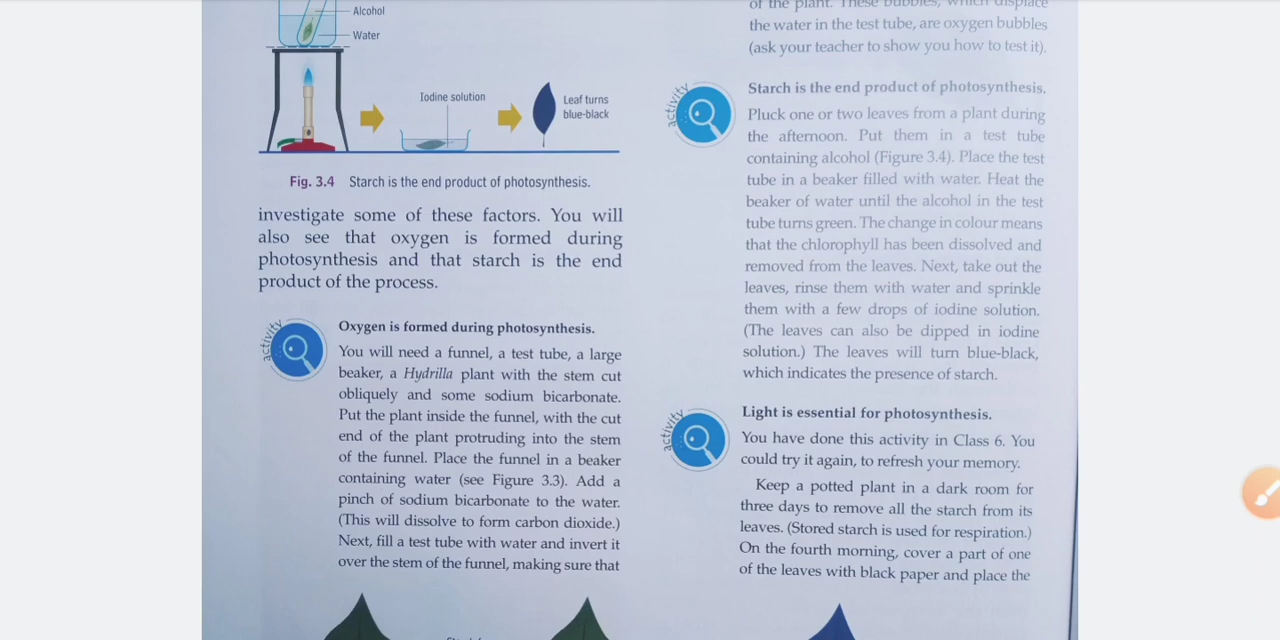 Alcohol
Water
Iodine solution
Leaf turns
blue-black
Fig. 3.4 Starch is the end product of photosynthesis.
investigate some of these factors. You will
also see that oxygen is formed during
photosynthesis and that starch is the end
product of the process.
activity
Oxygen is formed during photosynthesis.
You will need a funnel, a test tube, a large
beaker, a Hydrilla plant with the stem cut
obliquely and some sodium bicarbonate.
Put the plant inside the funnel, with the cut
end of the plant protruding into the stem
of the funnel. Place the funnel in a beaker
containing water (see Figure 3.3). Add a
pinch of sodium bicarbonate to the water.
(This will dissolve to form carbon dioxide.)
Next, fill a test tube with water and invert it
over the stem of the funnel, making sure that
of the plant. These bubbles, which displace
the water in the test tube, are oxygen bubbles
(ask your teacher to show you how to test it).
activity
Starch is the end product of photosynthesis.
Pluck one or two leaves from a plant during
the afternoon. Put them in a test tube
containing alcohol (Figure 3.4). Place the test
tube in a beaker filled with water. Heat the
beaker of water until the alcohol in the test
tube turns green. The change in colour means
that the chlorophyll has been dissolved and
removed from the leaves. Next, take out the
leaves, rinse them with water and sprinkle
them with a few drops of iodine solution.
(The leaves can also be dipped in iodine
solution.) The leaves will turn blue-black,
which indicates the presence of starch.
activity
Light is essential for photosynthesis.
You have done this activity in Class 6. You
could try it again, to refresh your memory.
Keep a potted plant in a dark room for
three days to remove all the starch from its
leaves. (Stored starch is used for respiration.)
On the fourth morning, cover a part of one
of the leaves with black paper and place the